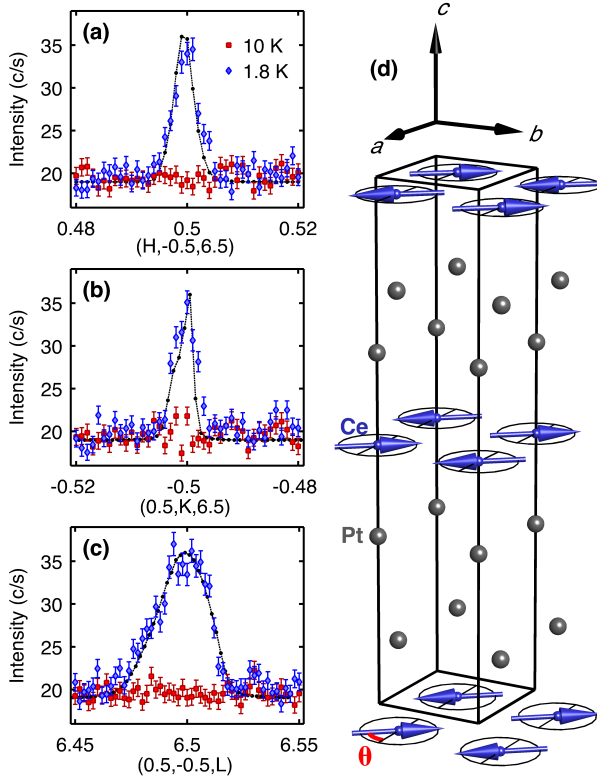 (a)
10 K
1.8 K
Intensity (c/s)
35
30
25
20
0.48
0.5
0.52
(H,-0.5,6.5)
(b)
Intensity (c/s)
35
30
25
20
-0.52
-0.5
-0.48
(0.5,K,6.5)
(c)
Intensity (c/s)
35
30
25
20
6.45
6.5
6.55
(0.5,-0.5,L)
(d)
c
a
b
Ce
Pt
θ